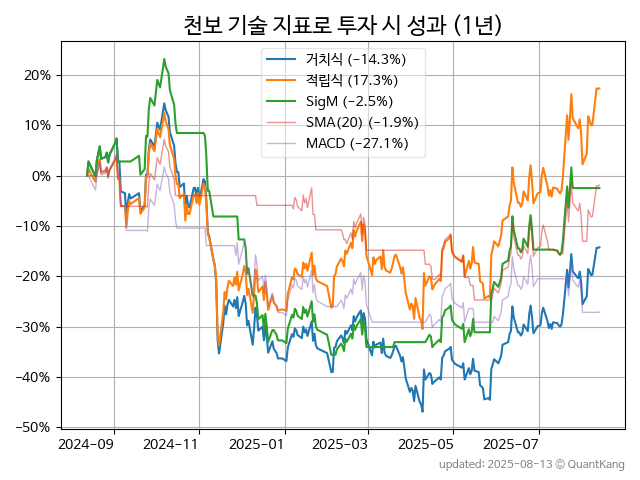 천보 기술 지표로 투자 시 성과 (1년)
거치식 (−14.3%)
적립식 (17.3%)
SigM (−2.5%)
SMA(20) (−1.9%)
MACD (−27.1%)
20%
10%
0%
−10%
−20%
−30%
−40%
−50%
2024-09
2024-11
2025-01
2025-03
2025-05
2025-07
updated: 2025-08-13 ⓒ QuantKang